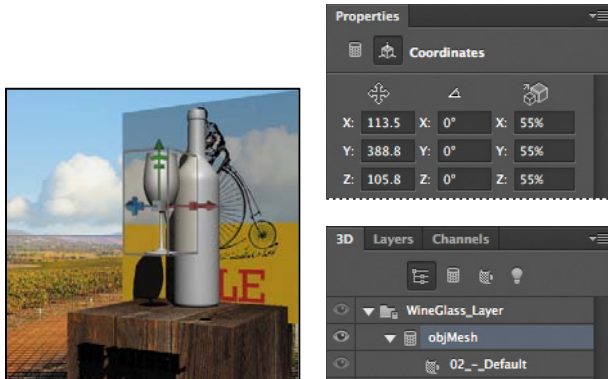 Properties
Coordinates
X: 113.5 X: 0° X: 55%
Y: 388.8 Y: 0° Y: 55%
Z: 105.8 Z: 0° Z: 55%
LE
3D Layers Channels
WineGlass_Layer
objMesh
02_-_Default